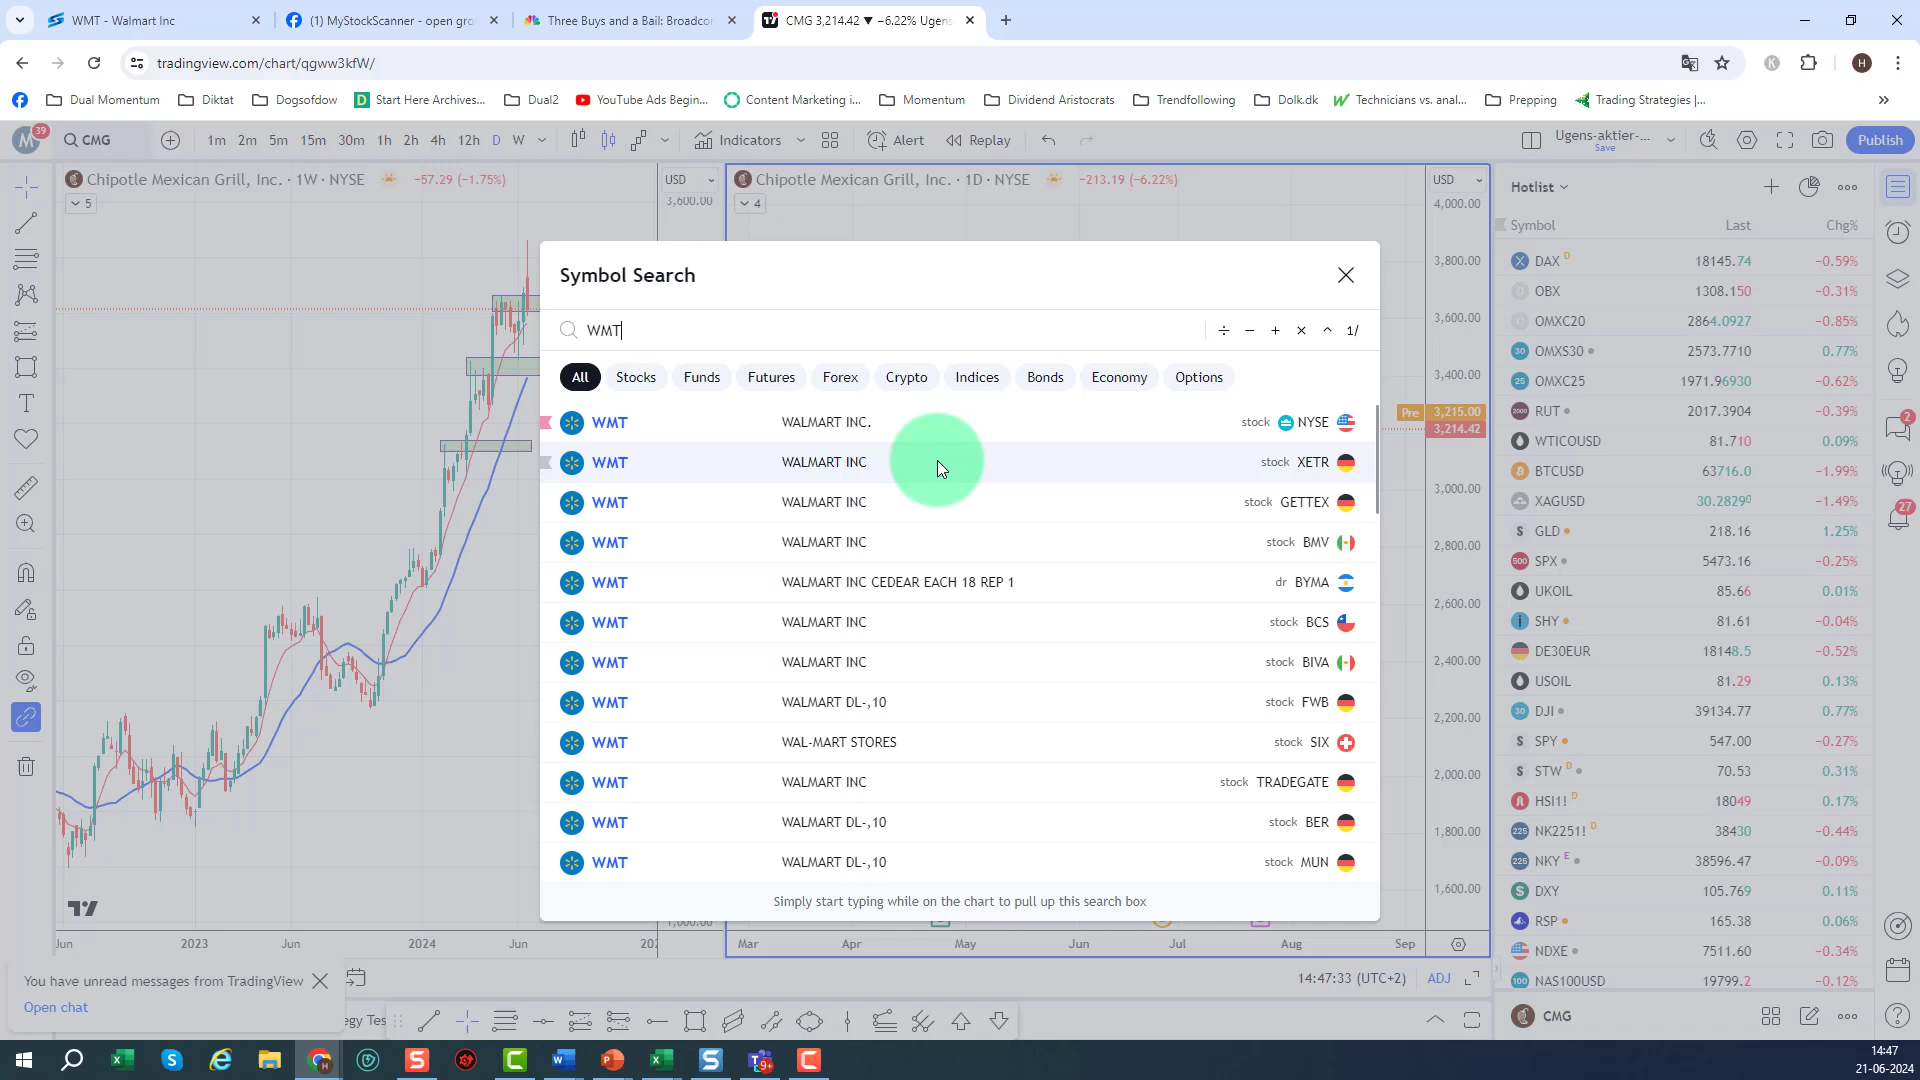 WMT - Walmart Inc
(1) MyStockScanner - open gro
Three Buys and a Bail: Broadcor
CMG 3,214.42 ▼ −6.22% Ugens
tradingview.com/chart/qgww3kfW/
Dual Momentum
Diktat
Dogsofdow
Start Here Archives...
Dual2
YouTube Ads Begin...
Content Marketing i...
Momentum
Dividend Aristocrats
Trendfollowing
Dolk.dk
Technicians vs. anal...
Prepping
Trading Strategies |...
M 39
CMG
1m 2m 5m 15m 30m 1h 2h 4h 12h D W
Indicators
Alert
Replay
Ugens-aktier-...
Save
Publish
Chipotle Mexican Grill, Inc. · 1W · NYSE −57.29 (−1.75%)
USD
5
3,600.00
Chipotle Mexican Grill, Inc. · 1D · NYSE −213.19 (−6.22%)
USD
4
4,000.00
3,800.00
3,600.00
3,400.00
Pre 3,215.00
3,214.42
3,000.00
2,800.00
2,600.00
2,400.00
2,200.00
2,000.00
1,800.00
1,600.00
Symbol Search
WMT
÷ − + × ^ 1/
All Stocks Funds Futures Forex Crypto Indices Bonds Economy Options
WMT WALMART INC. stock NYSE
WMT WALMART INC stock XETR
WMT WALMART INC stock GETTEX
WMT WALMART INC stock BMV
WMT WALMART INC CEDEAR EACH 18 REP 1 dr BYMA
WMT WALMART INC stock BCS
WMT WALMART INC stock BIVA
WMT WALMART DL-,10 stock FWB
WMT WAL-MART STORES stock SIX
WMT WALMART INC stock TRADEGATE
WMT WALMART DL-,10 stock BER
WMT WALMART DL-,10 stock MUN
Simply start typing while on the chart to pull up this search box
Hotlist
Symbol Last Chg%
DAX D 18145.74 −0.59%
OBX 1308.150 −0.31%
OMXC20 2864.0927 −0.85%
OMXS30 2573.7710 0.77%
OMXC25 1971.96930 −0.62%
RUT 2017.3904 −0.39%
WTICOUSD 81.710 0.09%
BTCUSD 63716.0 −1.99%
XAGUSD 30.28290 −1.49%
GLD 218.16 1.25%
SPX 5473.16 −0.25%
UKOIL 85.66 0.01%
SHY 81.61 −0.04%
DE30EUR 18148.5 −0.52%
USOIL 81.29 0.13%
DJI 39134.77 0.77%
SPY 547.00 −0.27%
STW D 70.53 0.31%
HSI1! D 18049 0.17%
NK2251! D 38430 −0.44%
NKY E 38596.47 −0.09%
DXY 105.769 0.11%
RSP 165.38 0.06%
NDXE 7511.60 −0.34%
NAS100USD 19799.2 −0.12%
2
27
1,000.00
Jun 2023 Jun 2024 Jun 202
Mar Apr May Jun Jul Aug Sep
You have unread messages from TradingView
Open chat
14:47:33 (UTC+2) ADJ
egy Tes
CMG
9+
14:47
21-06-2024